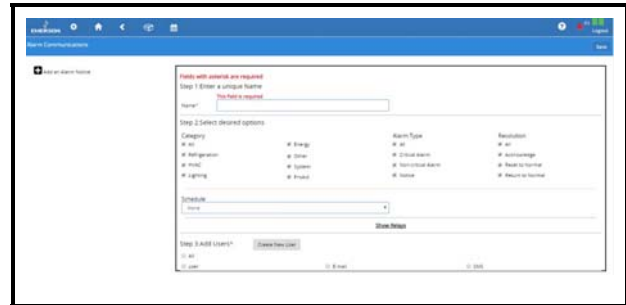 EMERSON
Logout
Alarm Communications
Save
Add an Alarm Notice
Fields with asterisk are required
Step 1:Enter a unique Name
This field is required
Name*
Step 2:Select desired options
Category Alarm Type Resolution
All Energy All All
Refrigeration Other Critical Alarm Acknowledge
HVAC System Non-critical Alarm Reset to Normal
Lighting ProAct Notice Return to Normal
Schedule
None
Show Relays
Step 3:Add Users* Create New User
All
user E-mail SMS